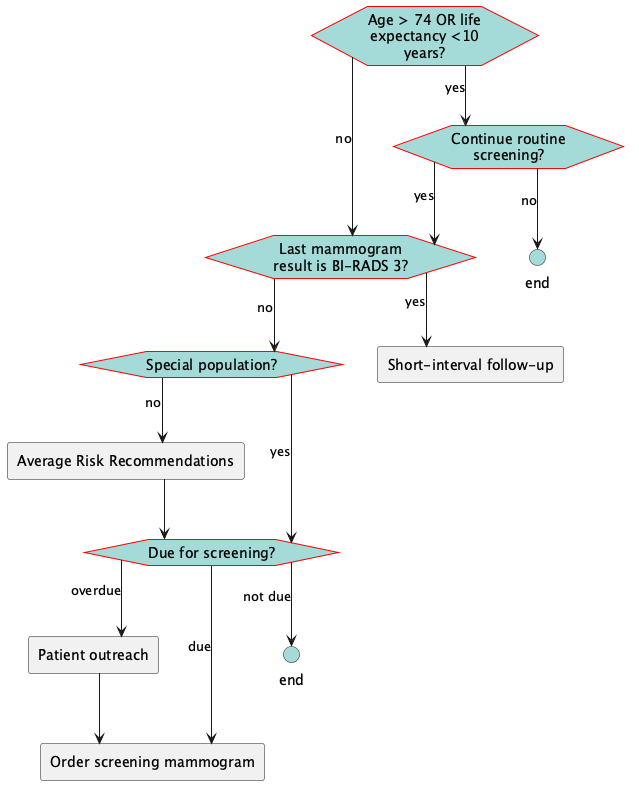 Age > 74 OR life
expectancy <10
years?
yes
no
Continue routine
screening?
yes
no
Last mammogram
result is BI-RADS 3?
end
no
yes
Special population?
Short-interval follow-up
no
yes
Average Risk Recommendations
Due for screening?
overdue
not due
due
Patient outreach
end
Order screening mammogram